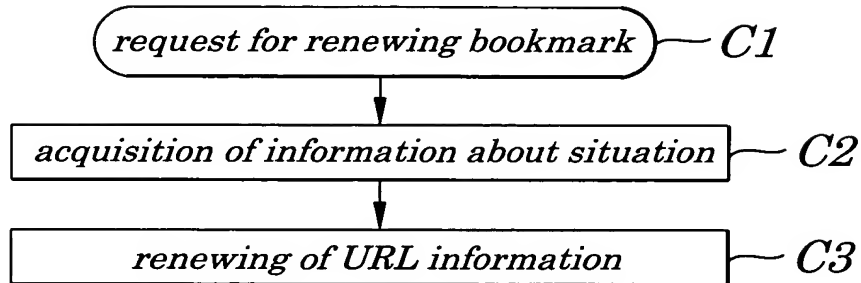 request for renewing bookmark C1
acquisition of information about situation C2
renewing of URL information C3